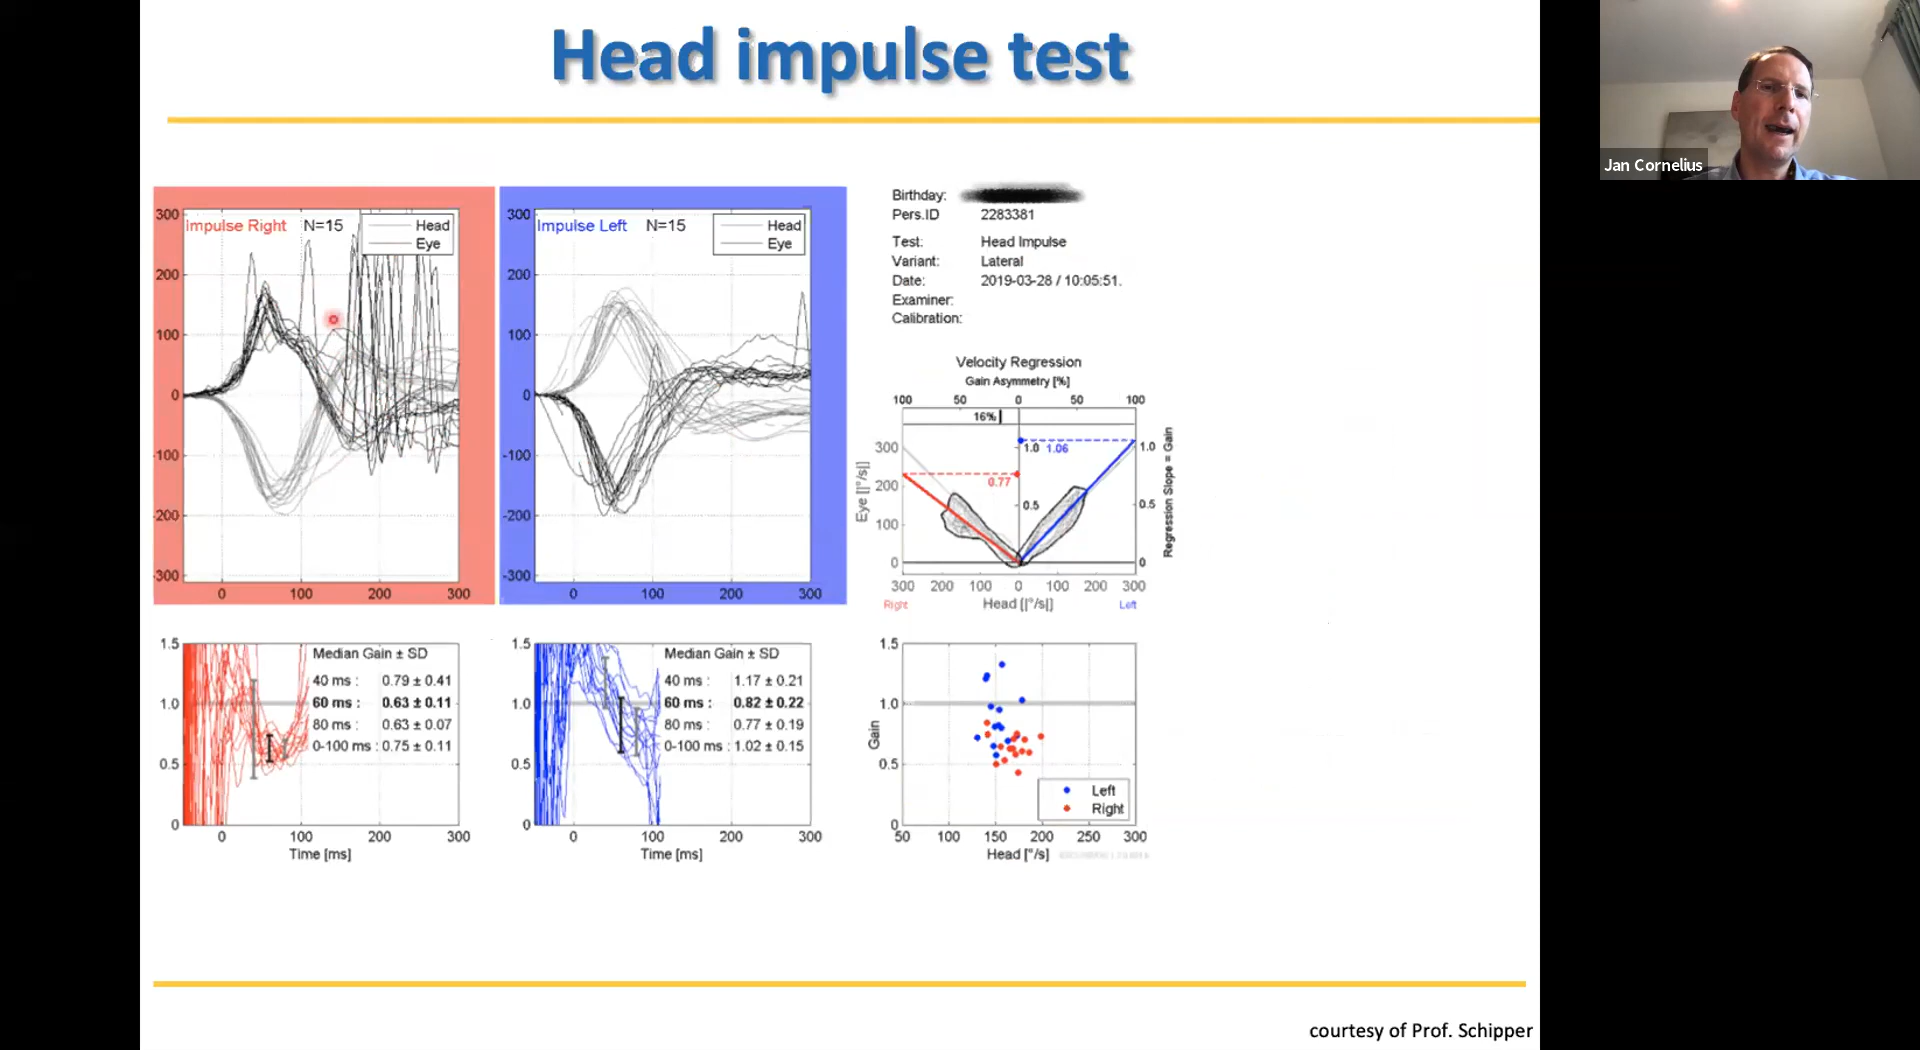 Head impulse test
Jan Cornelius
300
200
100
0
-100
-200
-300
Impulse Right N=15
Head
Eye
0 100 200 300
300
200
100
0
-100
-200
-300
Impulse Left N=15
Head
Eye
0 100 200 300
Birthday:
Pers.ID 2283381
Test: Head Impulse
Variant: Lateral
Date: 2019-03-28 / 10:05:51.
Examiner:
Calibration:
Velocity Regression
Gain Asymmetry [%]
100 50 0 50 100
16%
300
200
100
0
Eye [|°/s|]
1.0 1.06
0.77
0.5
1.0
0.5
0
Regression Slope = Gain
300 200 100 0 100 200 300
Right Head [|°/s|] Left
1.5
1.0
0.5
0
Median Gain ± SD
40 ms : 0.79 ± 0.41
60 ms : 0.63 ± 0.11
80 ms : 0.63 ± 0.07
0-100 ms : 0.75 ± 0.11
0 100 200 300
Time [ms]
1.5
1.0
0.5
0
Median Gain ± SD
40 ms : 1.17 ± 0.21
60 ms : 0.82 ± 0.22
80 ms : 0.77 ± 0.19
0-100 ms : 1.02 ± 0.15
0 100 200 300
Time [ms]
1.5
1.0
0.5
0
Gain
Left
Right
50 100 150 200 250 300
Head [°/s]
courtesy of Prof. Schipper